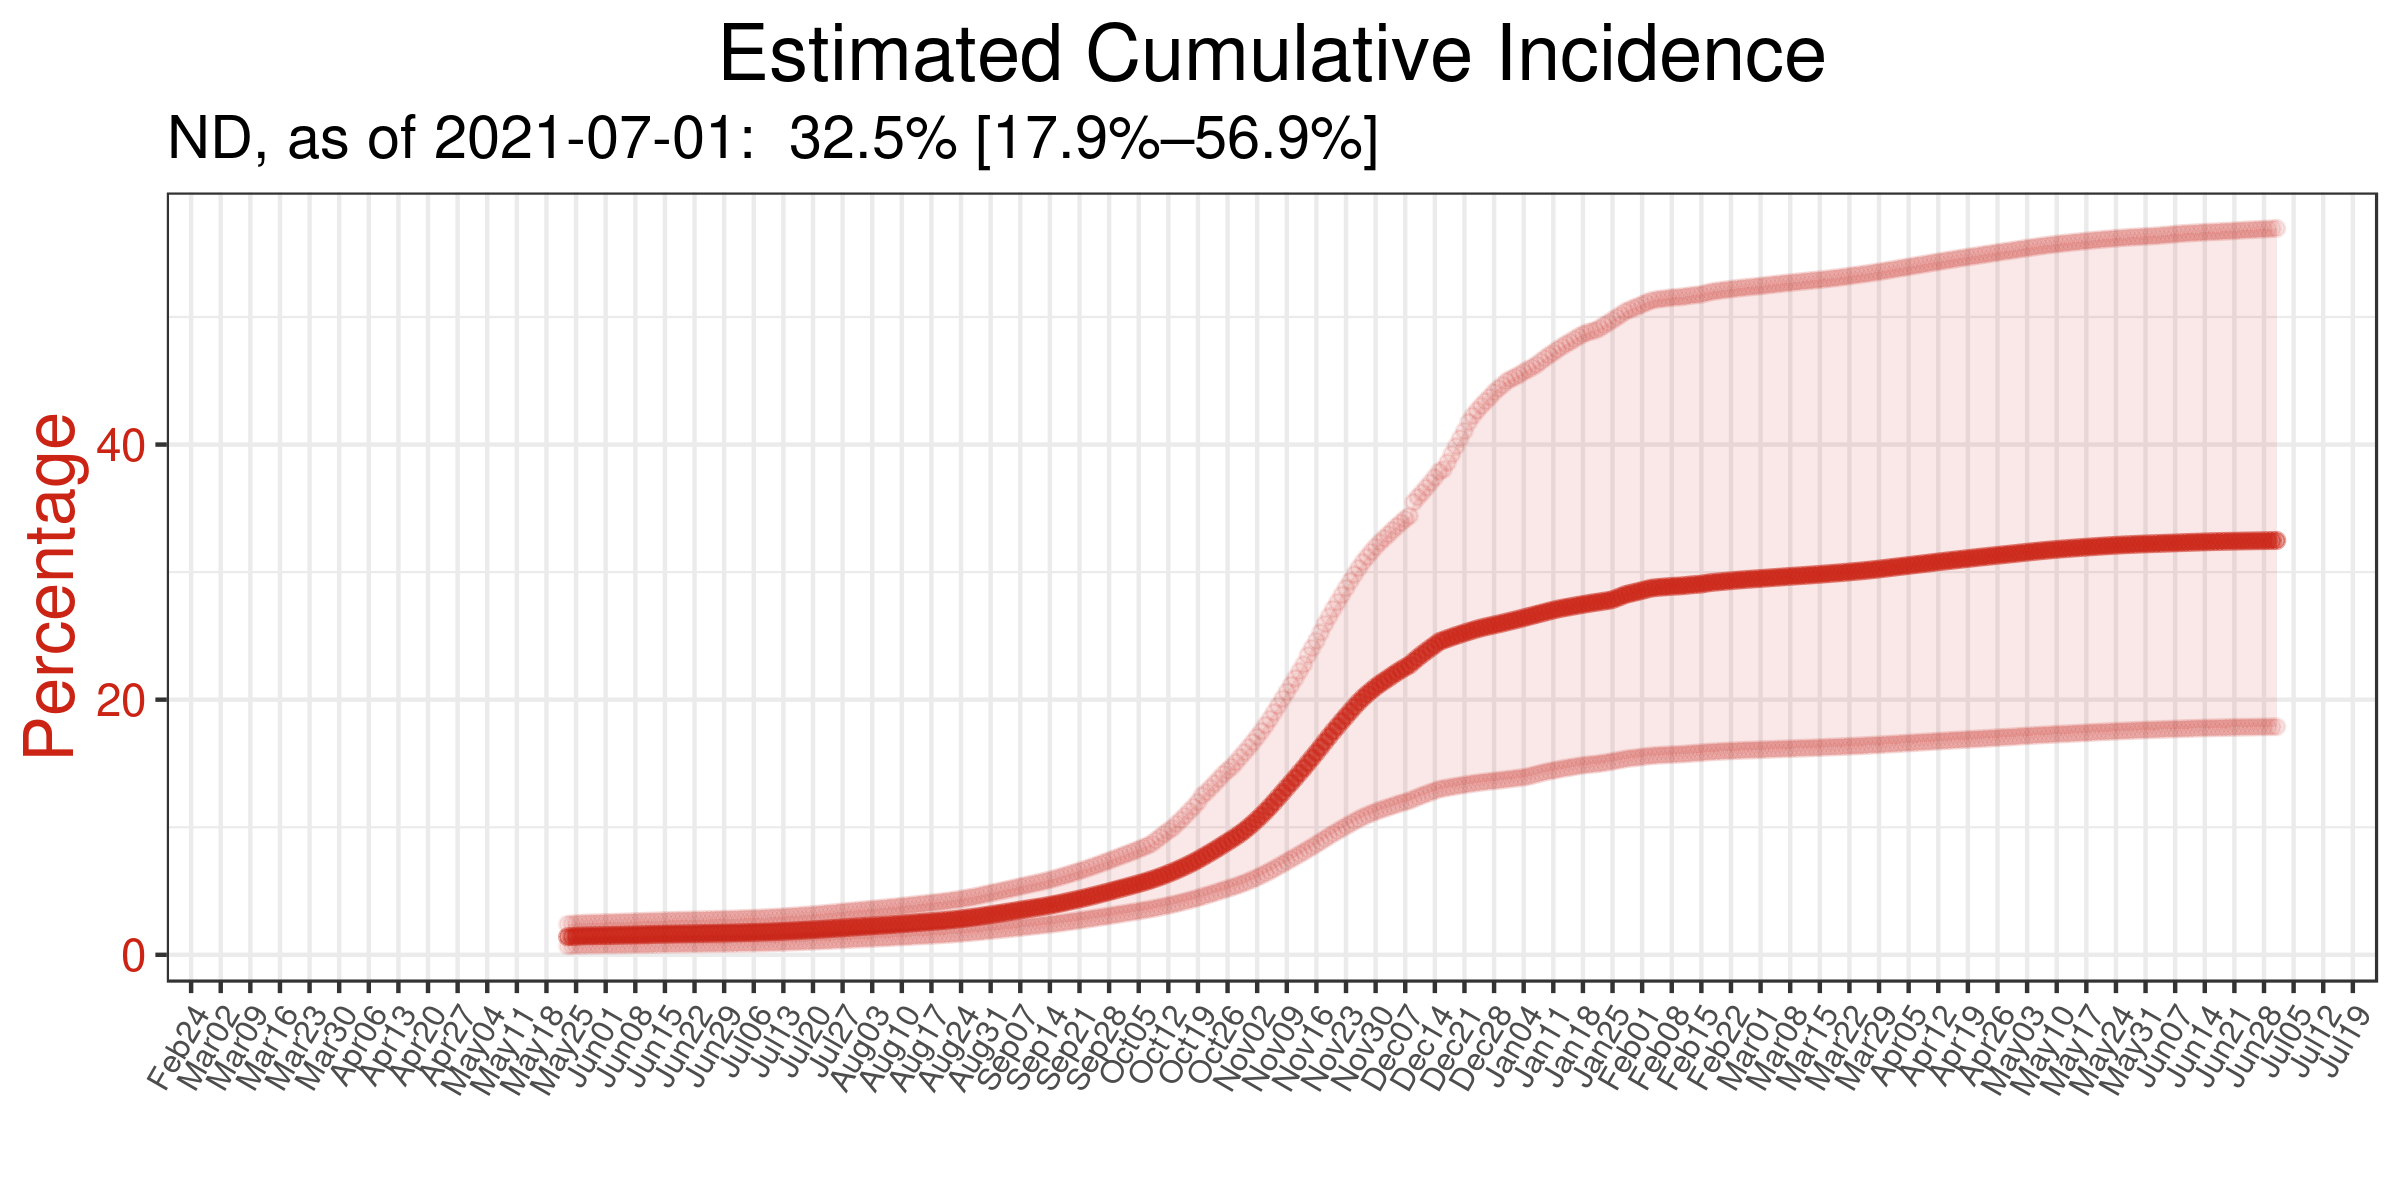 Estimated Cumulative Incidence
ND, as of 2021-07-01:  32.5% [17.9%–56.9%]
Percentage
40
20
0
Feb24
Mar02
Mar09
Mar16
Mar23
Mar30
Apr06
Apr13
Apr20
Apr27
May04
May11
May18
May25
Jun01
Jun08
Jun15
Jun22
Jun29
Jul06
Jul13
Jul20
Jul27
Aug03
Aug10
Aug17
Aug24
Aug31
Sep07
Sep14
Sep21
Sep28
Oct05
Oct12
Oct19
Oct26
Nov02
Nov09
Nov16
Nov23
Nov30
Dec07
Dec14
Dec21
Dec28
Jan04
Jan11
Jan18
Jan25
Feb01
Feb08
Feb15
Feb22
Mar01
Mar08
Mar15
Mar22
Mar29
Apr05
Apr12
Apr19
Apr26
May03
May10
May17
May24
May31
Jun07
Jun14
Jun21
Jun28
Jul05
Jul12
Jul19